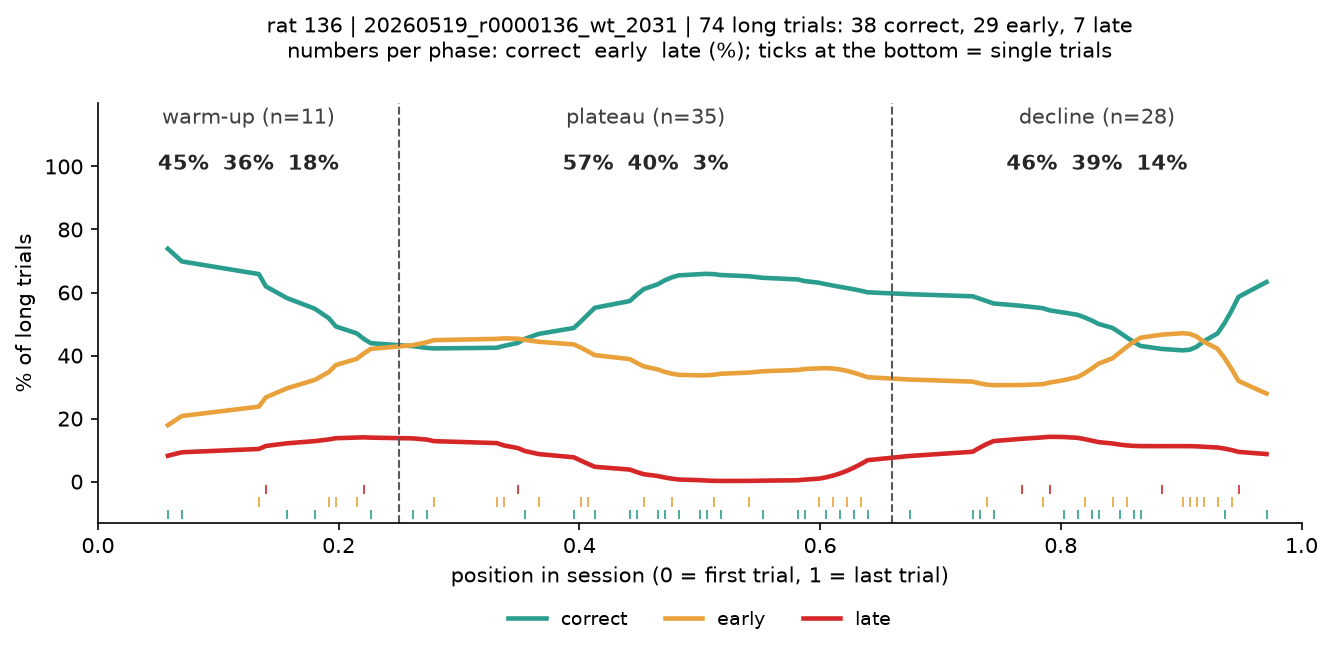 rat 136 | 20260519_r0000136_wt_2031 | 74 long trials: 38 correct, 29 early, 7 late
numbers per phase: correct  early  late (%); ticks at the bottom = single trials
warm-up (n=11)
plateau (n=35)
decline (n=28)
45%  36%  18%
57%  40%  3%
46%  39%  14%
100
80
60
40
20
0
% of long trials
0.0
0.2
0.4
0.6
0.8
1.0
position in session (0 = first trial, 1 = last trial)
correct
early
late